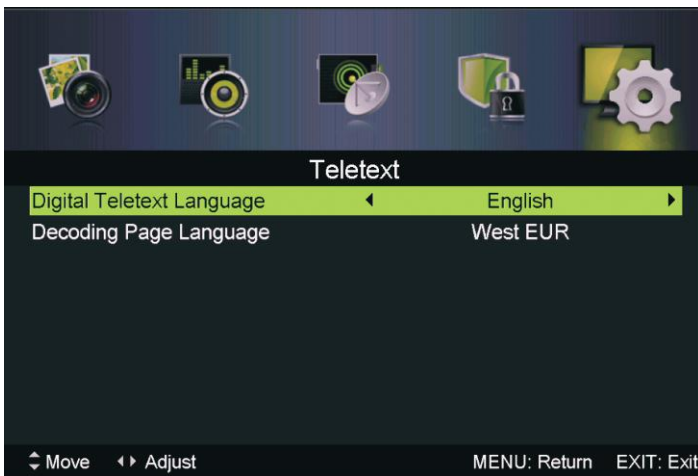 Teletext
Digital Teletext Language English
Decoding Page Language West EUR
Move Adjust MENU: Return EXIT: Exit